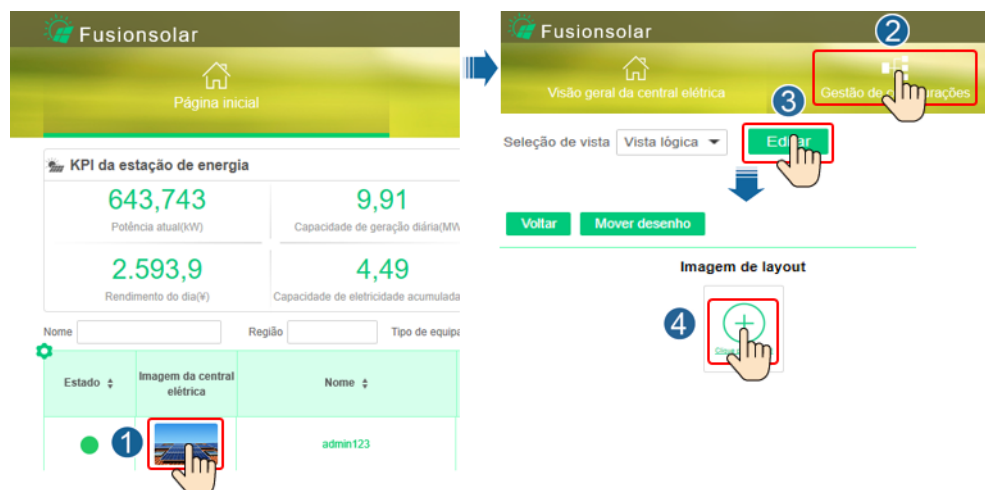 Fusionsolar
Página inicial
KPI da estação de energia
643,743
Potência atual(kW)
9,91
Capacidade de geração diária(MW
2.593,9
Rendimento do dia(¥)
4,49
Capacidade de eletricidade acumulada
Nome
Região
Tipo de equipa
Estado
Imagem da central
elétrica
Nome
1
admin123
Fusionsolar
2
Visão geral da central elétrica
Gestão de
3
Seleção de vista
Vista lógica
Voltar
Mover desenho
Imagem de layout
4